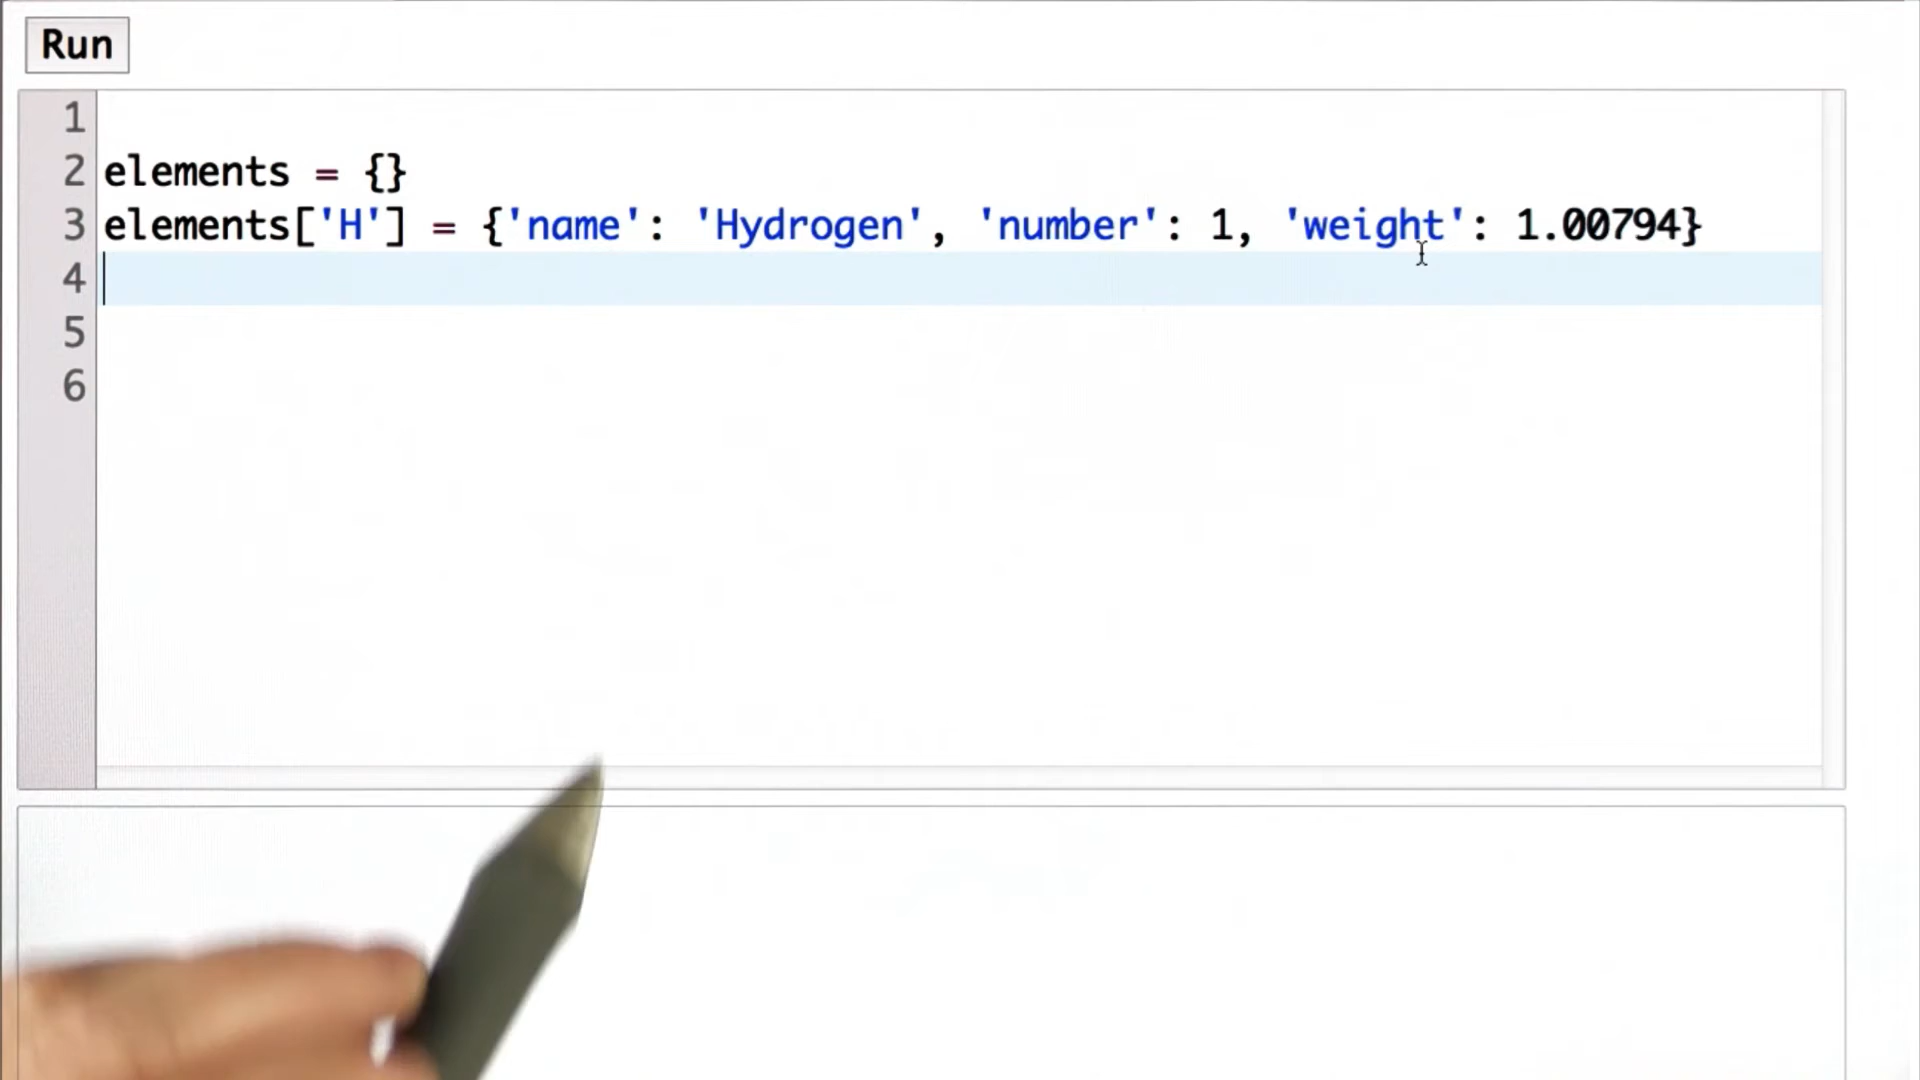 Run
1
2 elements = {}
3 elements['H'] = {'name': 'Hydrogen', 'number': 1, 'weight': 1.00794}
4
5
6